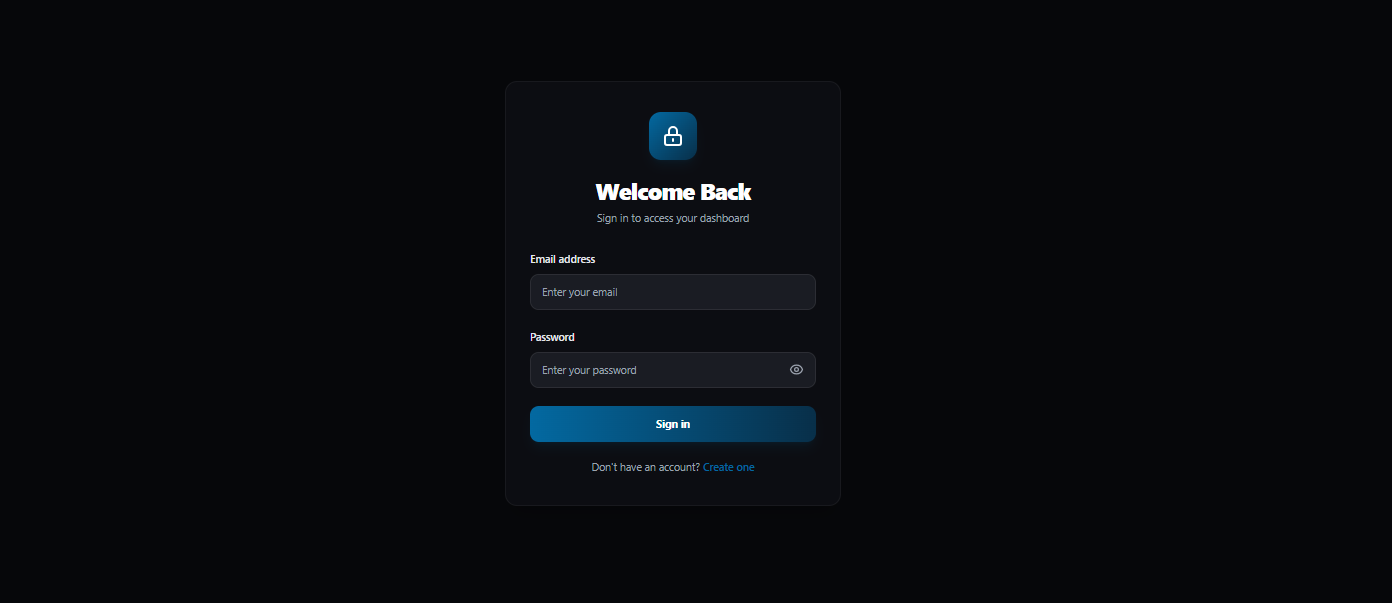 Welcome Back
Sign in to access your dashboard
Email address
Enter your email
Password
Enter your password
Sign in
Don't have an account? Create one